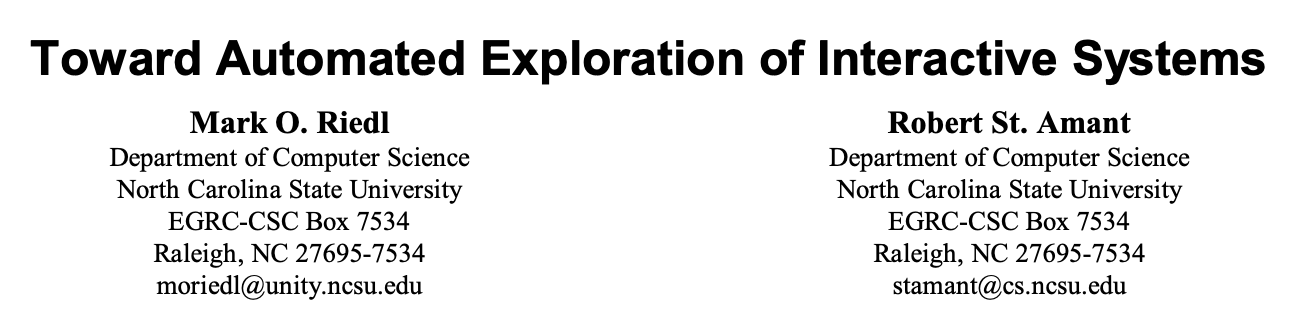 Toward Automated Exploration of Interactive Systems
Mark O. Riedl
Department of Computer Science
North Carolina State University
EGRC-CSC Box 7534
Raleigh, NC 27695-7534
moriedl@unity.ncsu.edu
Robert St. Amant
Department of Computer Science
North Carolina State University
EGRC-CSC Box 7534
Raleigh, NC 27695-7534
stamant@cs.ncsu.edu